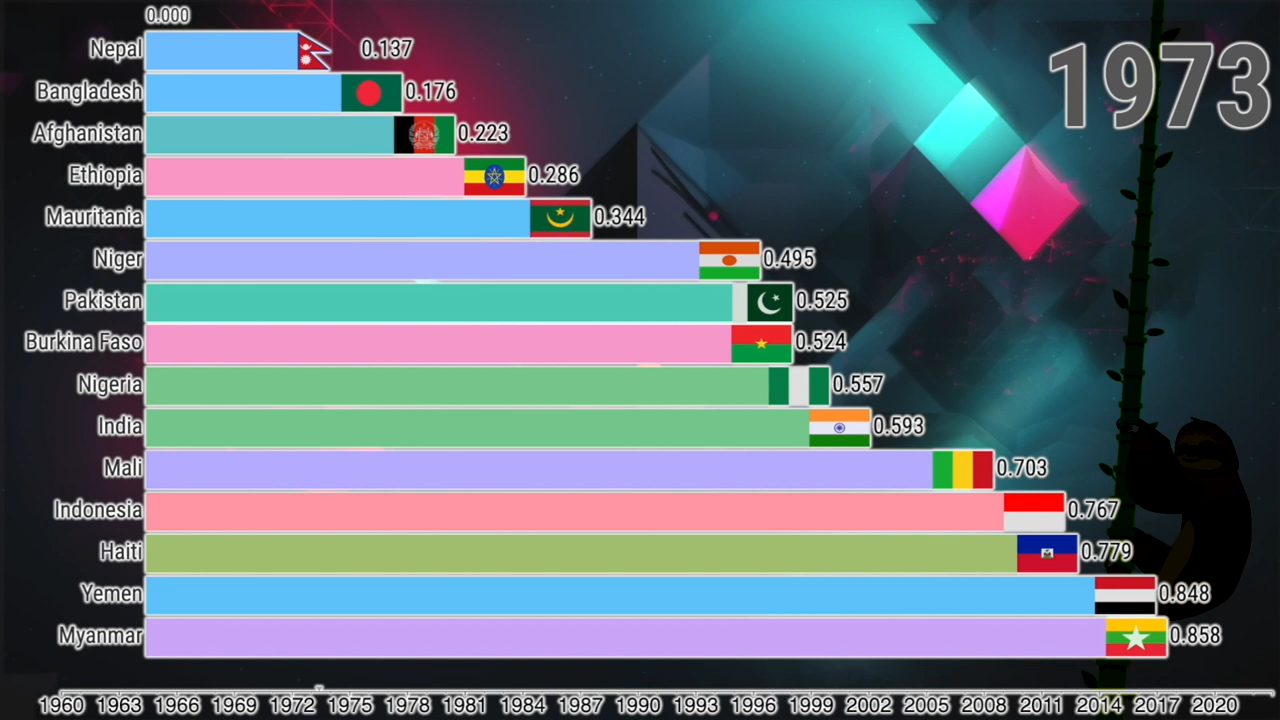 0.000
1973
Nepal 0.137
Bangladesh 0.176
Afghanistan 0.223
Ethiopia 0.286
Mauritania 0.344
Niger 0.495
Pakistan 0.525
Burkina Faso 0.524
Nigeria 0.557
India 0.593
Mali 0.703
Indonesia 0.767
Haiti 0.779
Yemen 0.848
Myanmar 0.858
1960 1963 1966 1969 1972 1975 1978 1981 1984 1987 1990 1993 1996 1999 2002 2005 2008 2011 2014 2017 2020